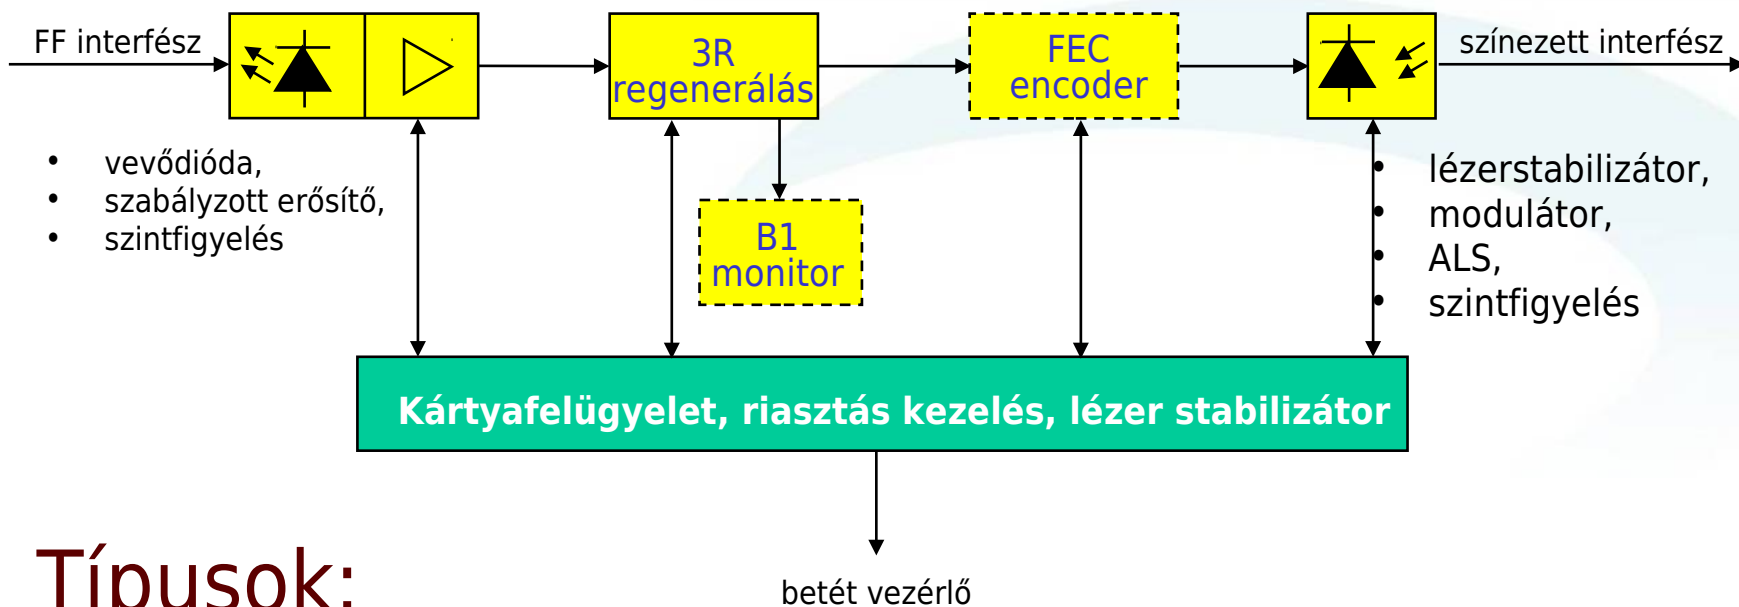 FF interfész
3R
regenerálás
FEC
encoder
színezett interfész
• vevődióda,
• szabályzott erősítő,
• szintfigyelés
B1
monitor
• lézerstabilizátor,
• modulátor,
• ALS,
• szintfigyelés
Kártyafelügyelet, riasztás kezelés, lézer stabilizátor
Típusok:
betét vezérlő